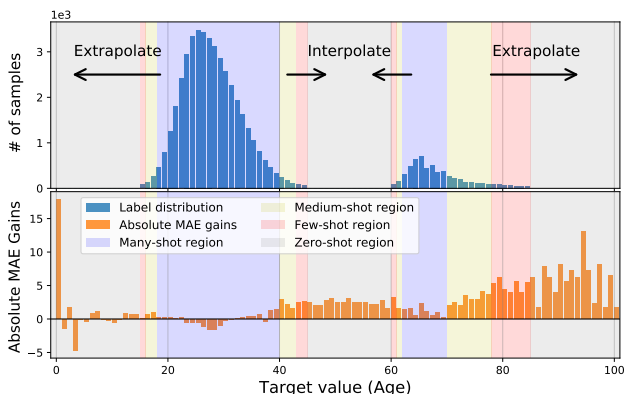 1e3
Extrapolate Interpolate Extrapolate
# of samples
3
2
1
0
Label distribution Medium-shot region
Absolute MAE gains Few-shot region
Many-shot region Zero-shot region
Absolute MAE Gains
15
10
5
0
−5
0 20 40 60 80 100
Target value (Age)